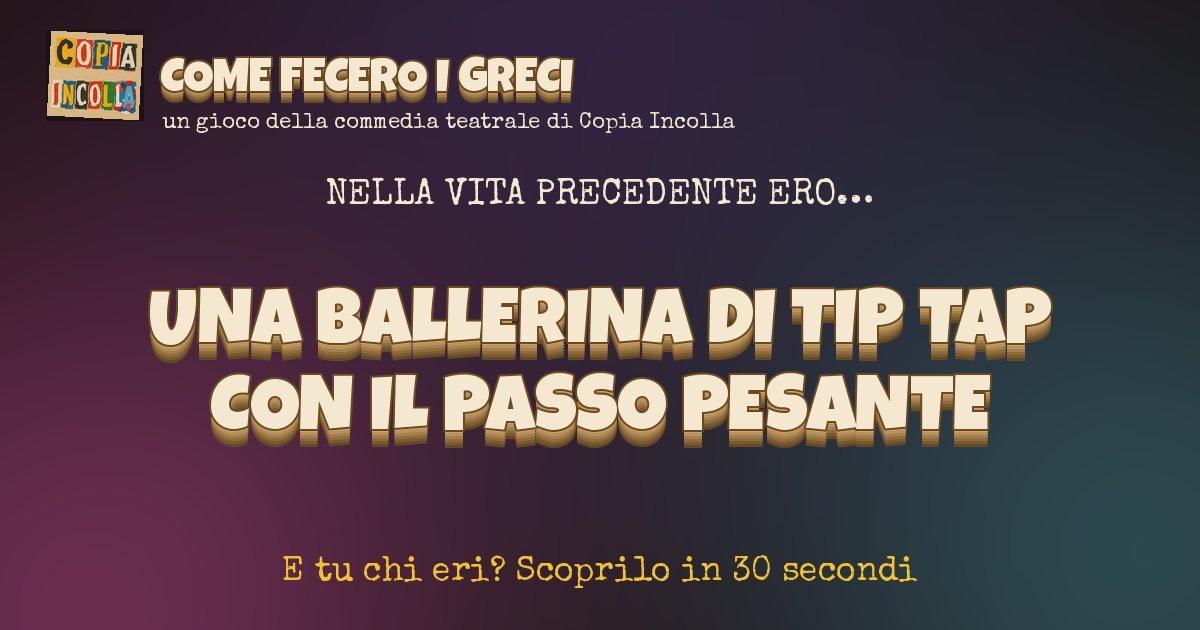 COPIA
INCOLLA
COME FECERO I GRECI
un gioco della commedia teatrale di Copia Incolla
NELLA VITA PRECEDENTE ERO...
UNA BALLERINA DI TIP TAP
CON IL PASSO PESANTE
E tu chi eri? Scoprilo in 30 secondi